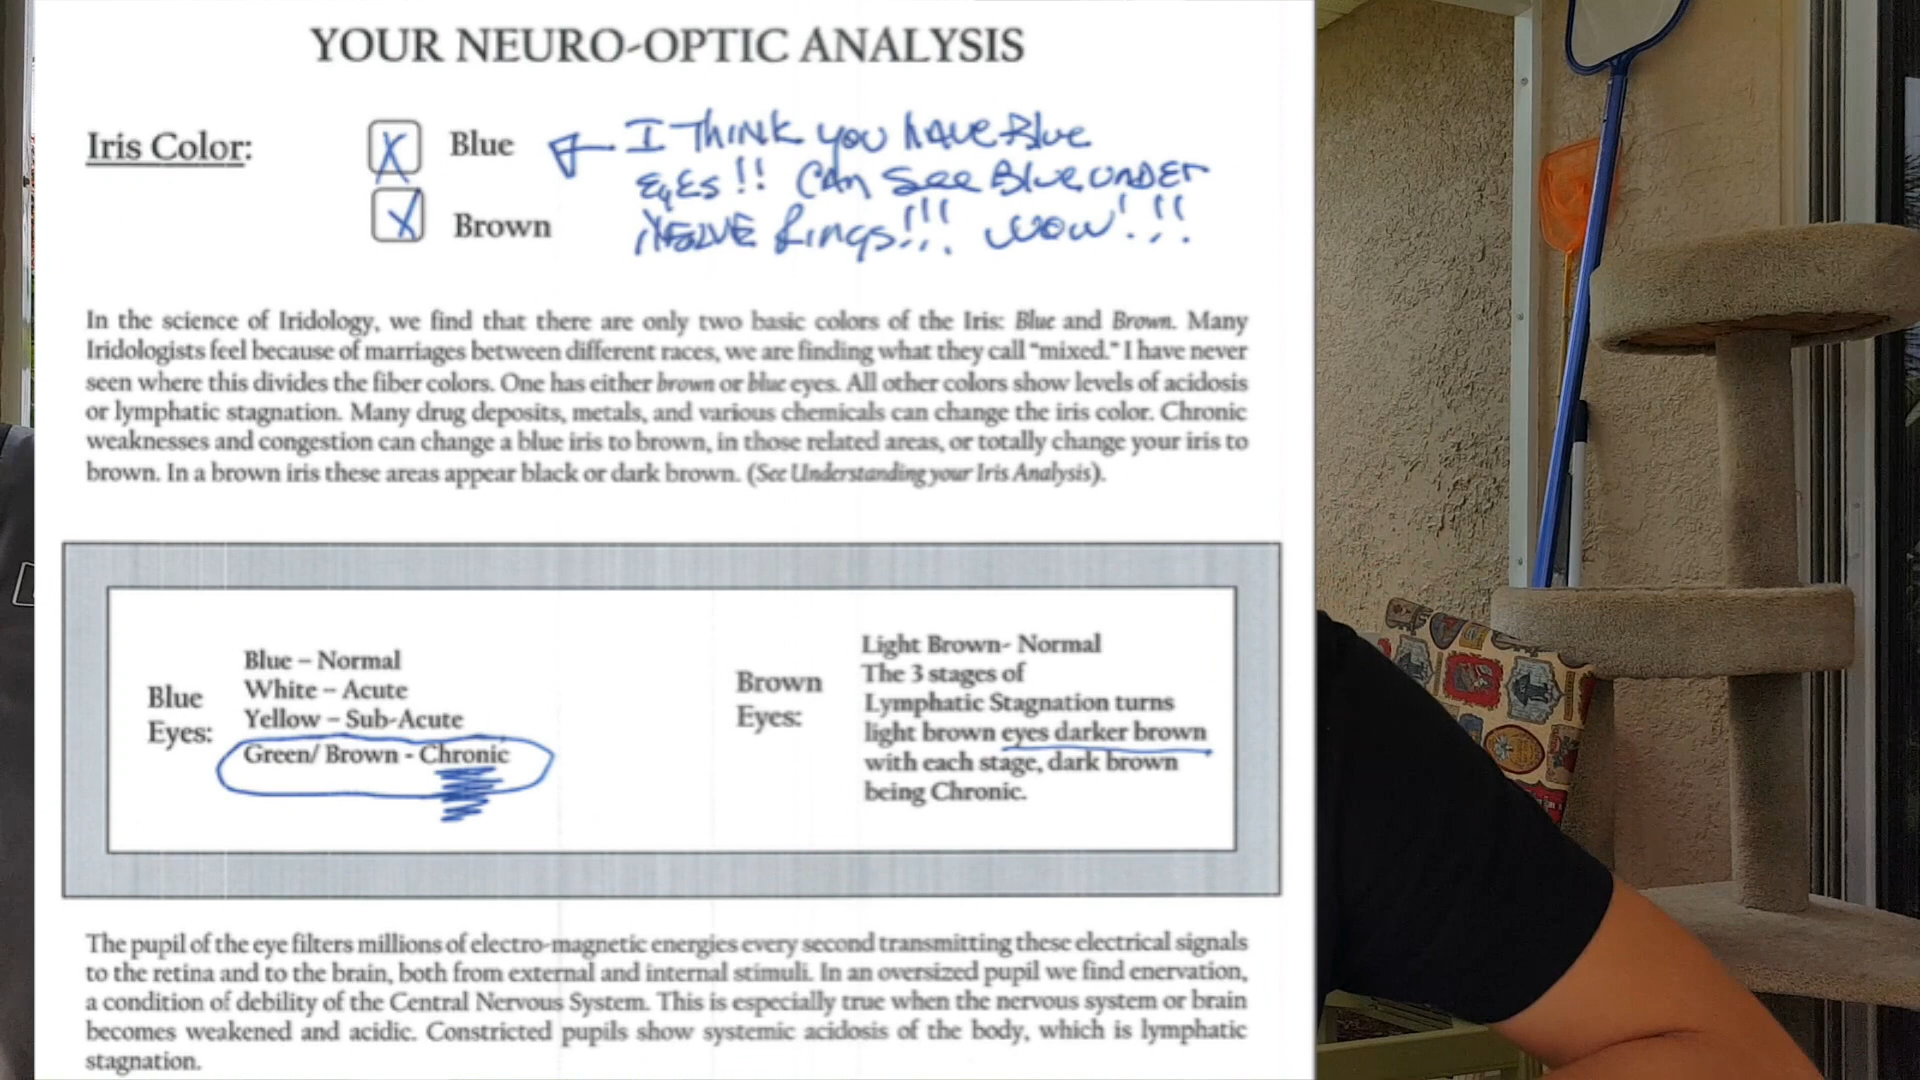 YOUR NEURO-OPTIC ANALYSIS
Iris Color:
X Blue
I THINK you have Blue
EyEs!! CAn See Blue UNDER
NERVE Rings!!! wow!!!
X Brown
In the science of Iridology, we find that there are only two basic colors of the Iris: Blue and Brown. Many
Iridologists feel because of marriages between different races, we are finding what they call "mixed." I have never
seen where this divides the fiber colors. One has either brown or blue eyes. All other colors show levels of acidosis
or lymphatic stagnation. Many drug deposits, metals, and various chemicals can change the iris color. Chronic
weaknesses and congestion can change a blue iris to brown, in those related areas, or totally change your iris to
brown. In a brown iris these areas appear black or dark brown. (See Understanding your Iris Analysis).
Blue
Eyes:
Blue – Normal
White – Acute
Yellow – Sub-Acute
Green/ Brown - Chronic
Brown
Eyes:
Light Brown- Normal
The 3 stages of
Lymphatic Stagnation turns
light brown eyes darker brown
with each stage, dark brown
being Chronic.
The pupil of the eye filters millions of electro-magnetic energies every second transmitting these electrical signals
to the retina and to the brain, both from external and internal stimuli. In an oversized pupil we find enervation,
a condition of debility of the Central Nervous System. This is especially true when the nervous system or brain
becomes weakened and acidic. Constricted pupils show systemic acidosis of the body, which is lymphatic
stagnation.